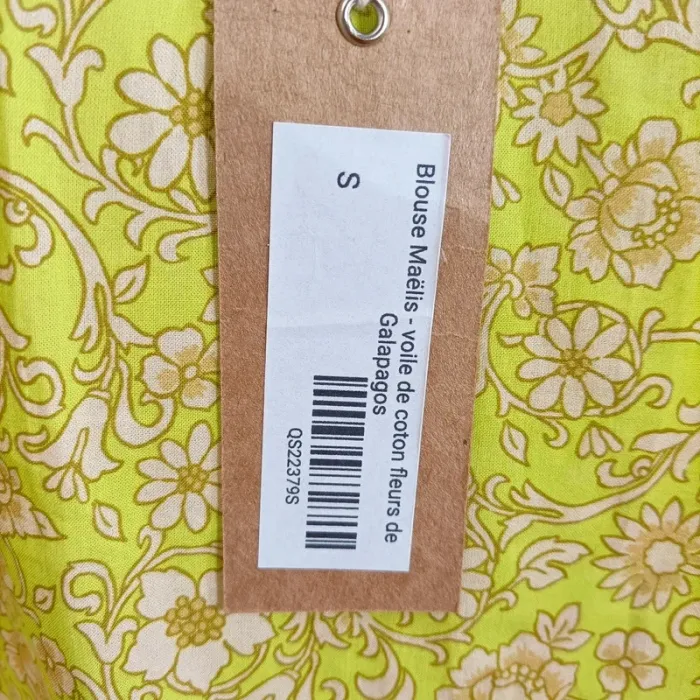 Blouse Maëlis - voile de coton fleurs de
Galapagos
S
QS22379S